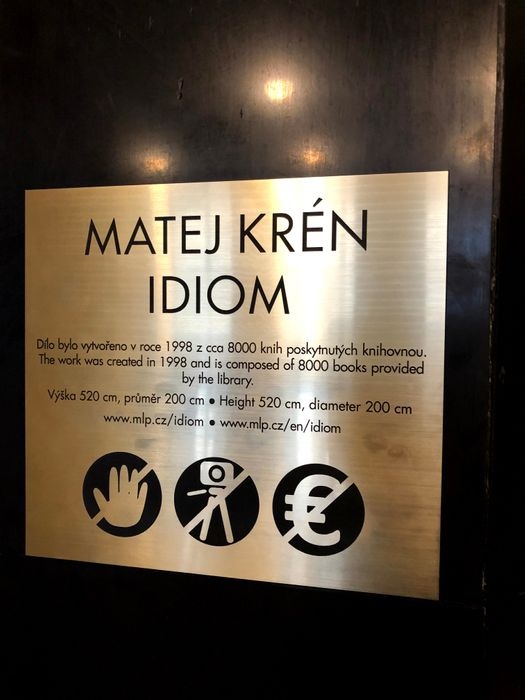 MATEJ KRÉN
IDIOM
Dílo bylo vytvořeno v roce 1998 z cca 8000 knih poskytnutých knihovnou.
The work was created in 1998 and is composed of 8000 books provided
by the library.
Výška 520 cm, průměr 200 cm ● Height 520 cm, diameter 200 cm
www.mlp.cz/idiom ● www.mlp.cz/en/idiom
€